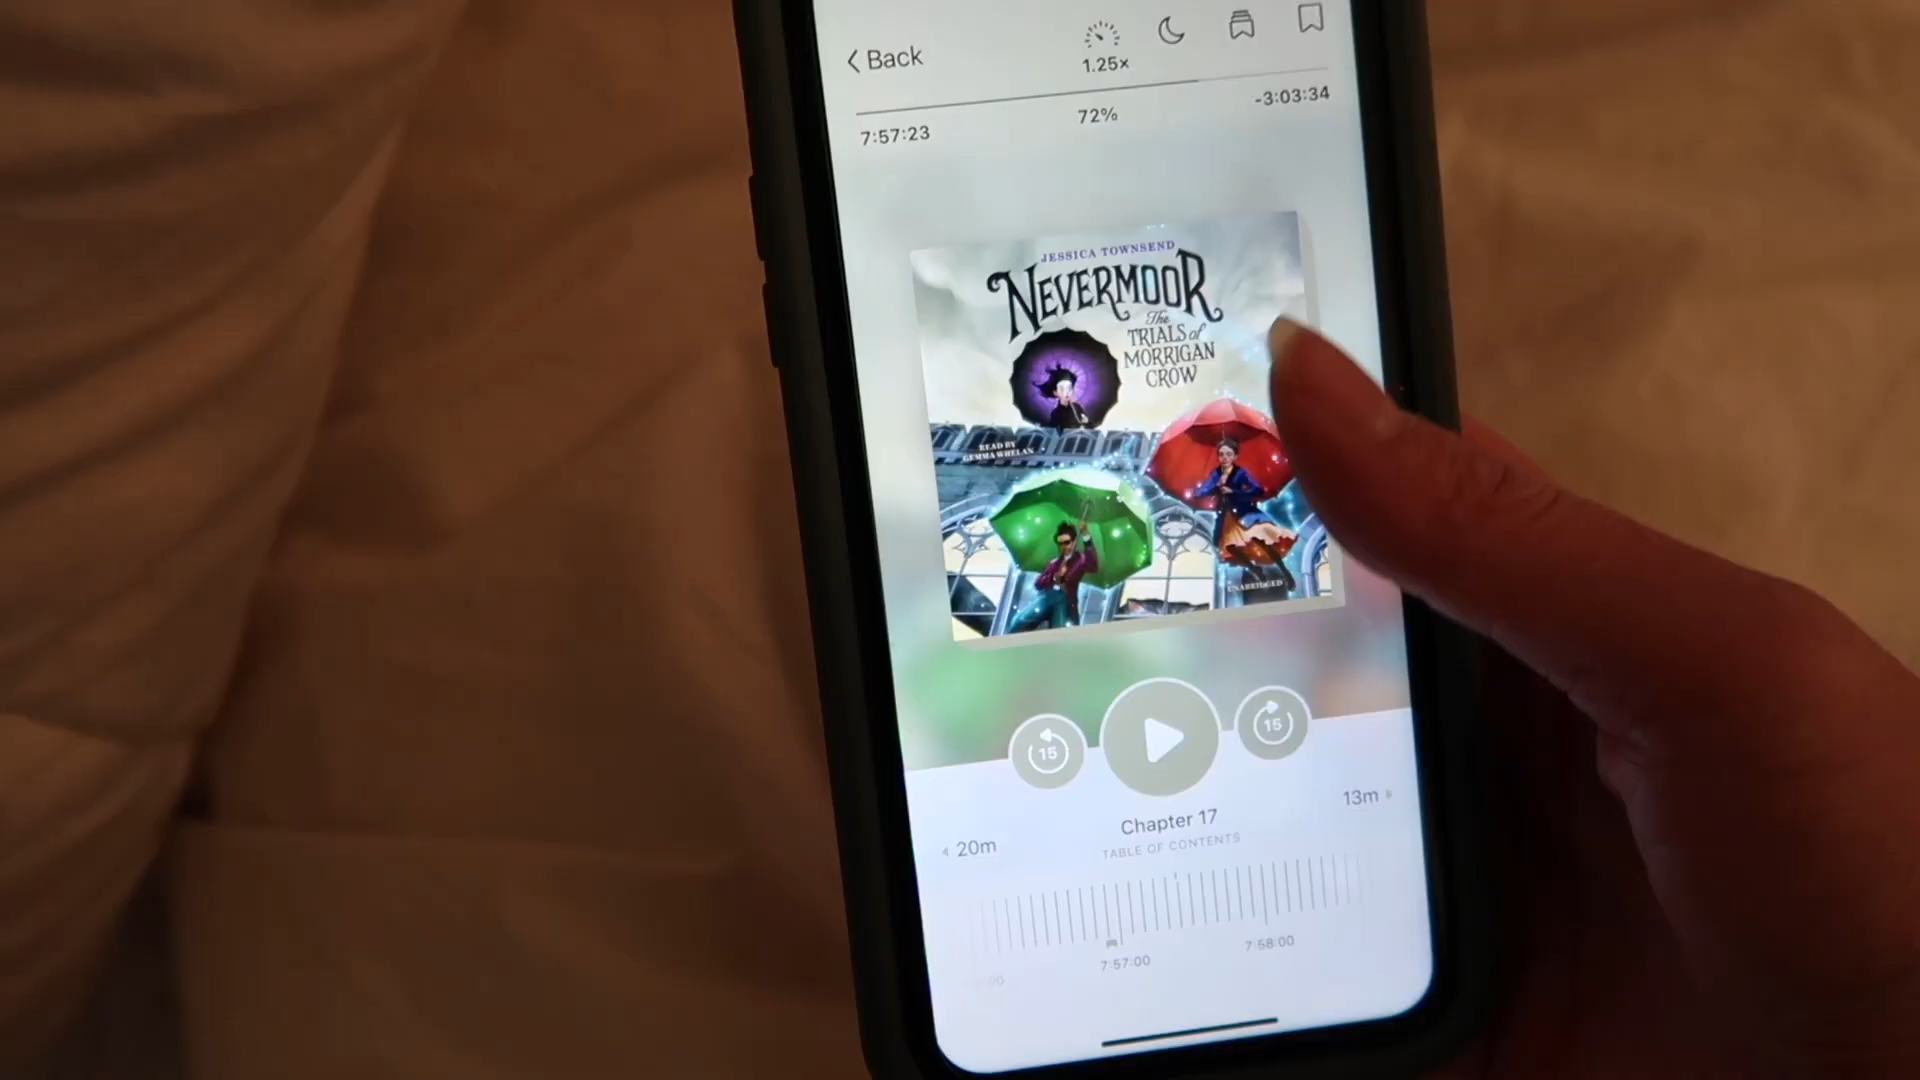 Back
1.25×
7:57:23
72%
-3:03:34
JESSICA TOWNSEND
NEVERMOOR
The
TRIALS of
MORRIGAN
CROW
READ BY
GEMMA WHELAN
UNABRIDGED
15
15
20m
Chapter 17
13m
TABLE OF CONTENTS
7:57:00
7:58:00